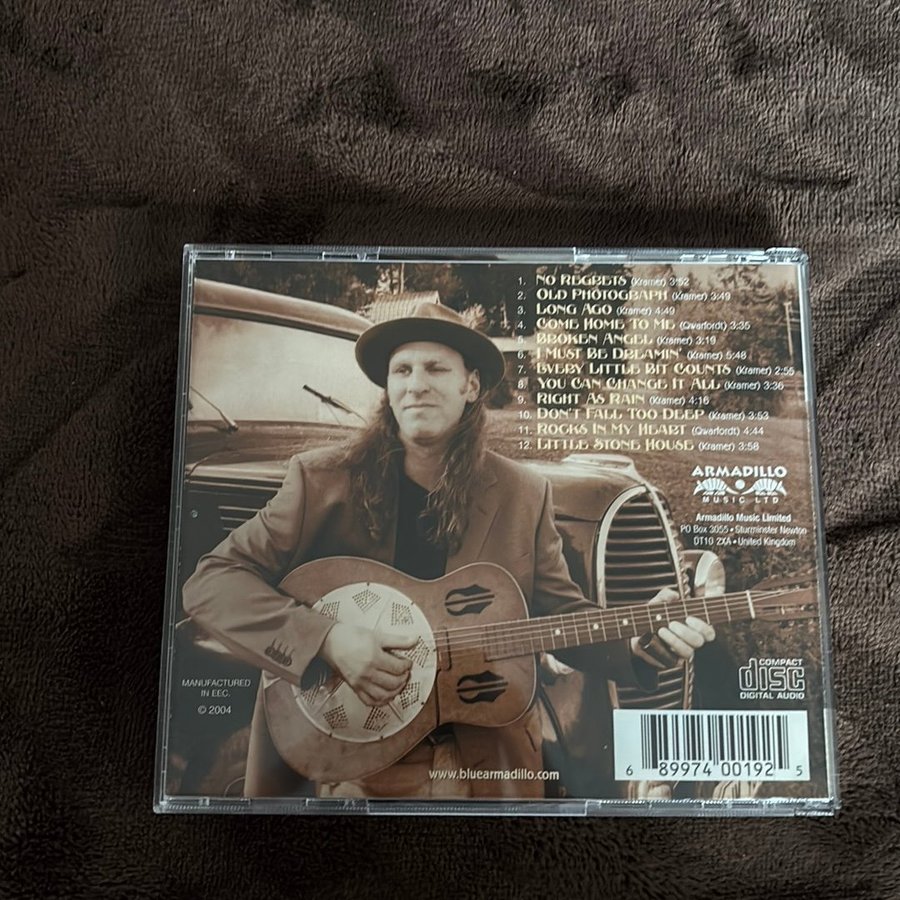 1. NO REGRETS (Kramer) 3:52
2. OLD PHOTOGRAPH (Kramer) 3:49
3. LONG AGO (Kramer) 4:49
4. COME HOME TO ME (Qwarfordt) 3:35
5. BROKEN ANGEL (Kramer) 3:19
6. I MUST BE DREAMIN' (Kramer) 5:48
7. EVERY LITTLE BIT COUNTS (Kramer) 2:55
8. YOU CAN CHANGE IT ALL (Kramer) 3:36
9. RIGHT AS RAIN (Kramer) 4:16
10. DON'T FALL TOO DEEP (Kramer) 3:53
11. ROCKS IN MY HEART (Qwarfordt) 4:44
12. LITTLE STONE HOUSE (Kramer) 3:58
ARMADILLO
MUSIC LTD
Armadillo Music Limited
PO Box 3055 • Sturminster Newton
DT10 2XA • United Kingdom
MANUFACTURED
IN EEC.
© 2004
COMPACT
disc
DIGITAL AUDIO
www.bluearmadillo.com
6 89974 00192 5